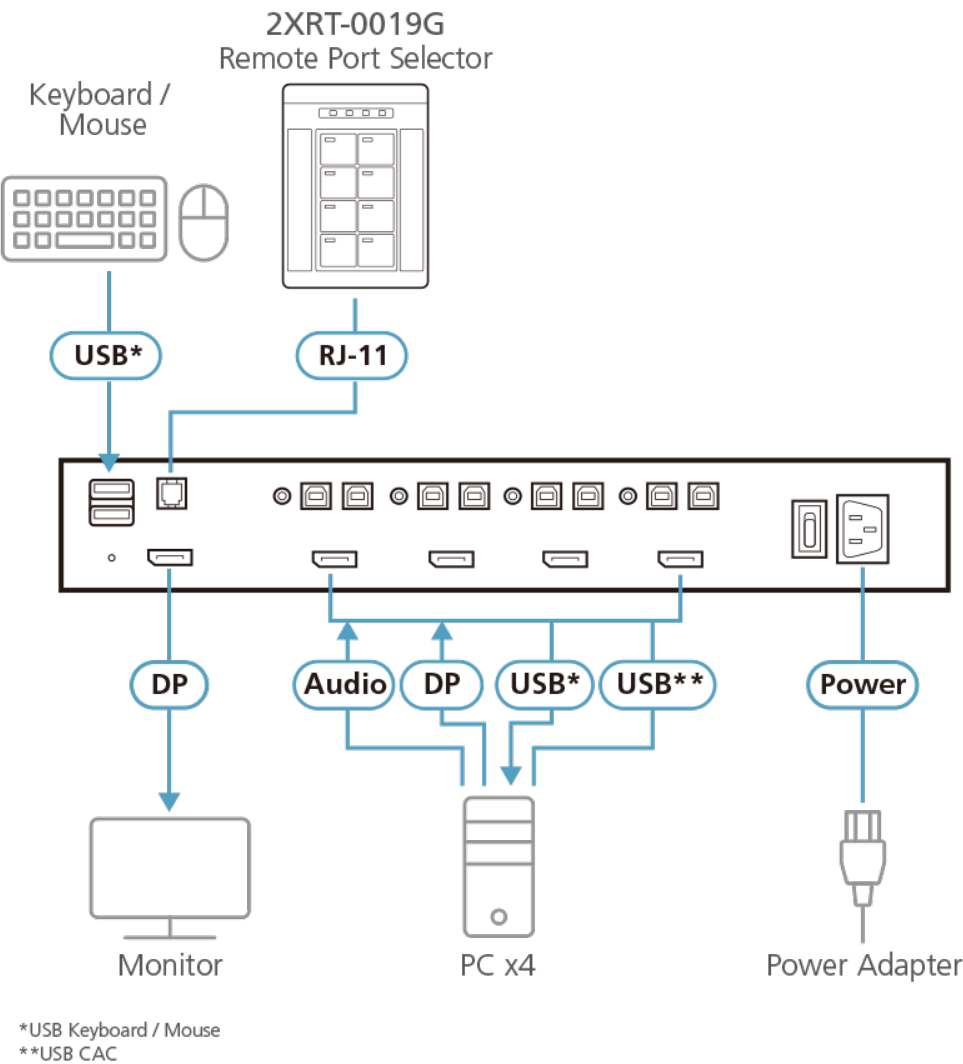 2XRT-0019G
Remote Port Selector
Keyboard /
Mouse
USB*
RJ-11
DP
Audio
DP
USB*
USB**
Power
Monitor
PC x4
Power Adapter
*USB Keyboard / Mouse
**USB CAC